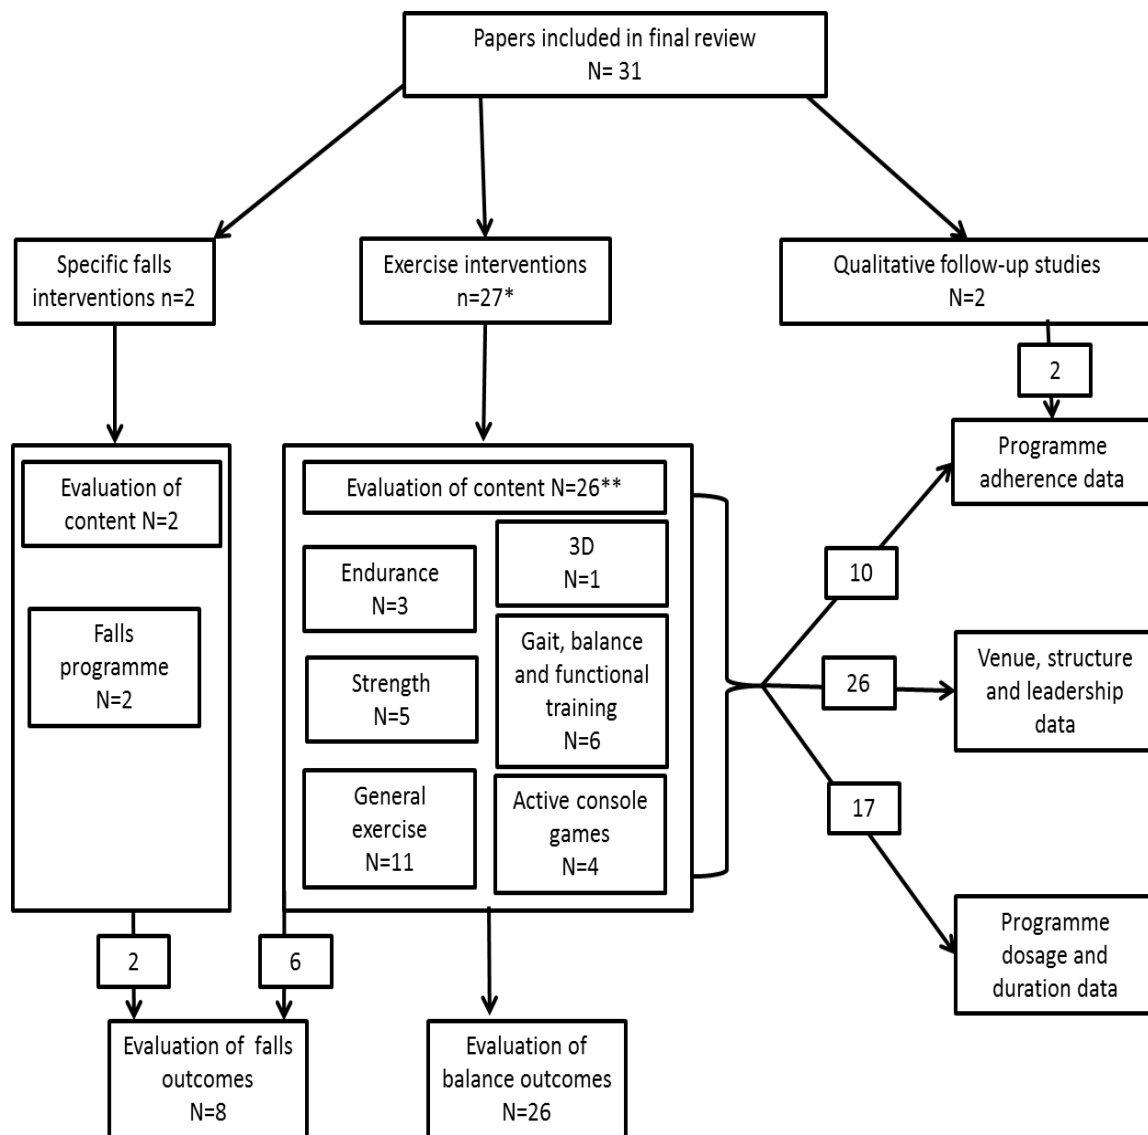 Papers included in final review
N= 31
Specific falls
interventions n=2
Exercise interventions
n=27*
Qualitative follow-up studies
N=2
2
Programme
adherence data
Evaluation of
content N=2
Falls
programme
N=2
Evaluation of content N=26**
Endurance
N=3
3D
N=1
Strength
N=5
Gait, balance
and functional
training
N=6
General
exercise
N=11
Active console
games
N=4
10
26
Venue, structure
and leadership
data
17
Programme
dosage and
duration data
2
6
Evaluation of falls
outcomes
N=8
Evaluation of
balance outcomes
N=26